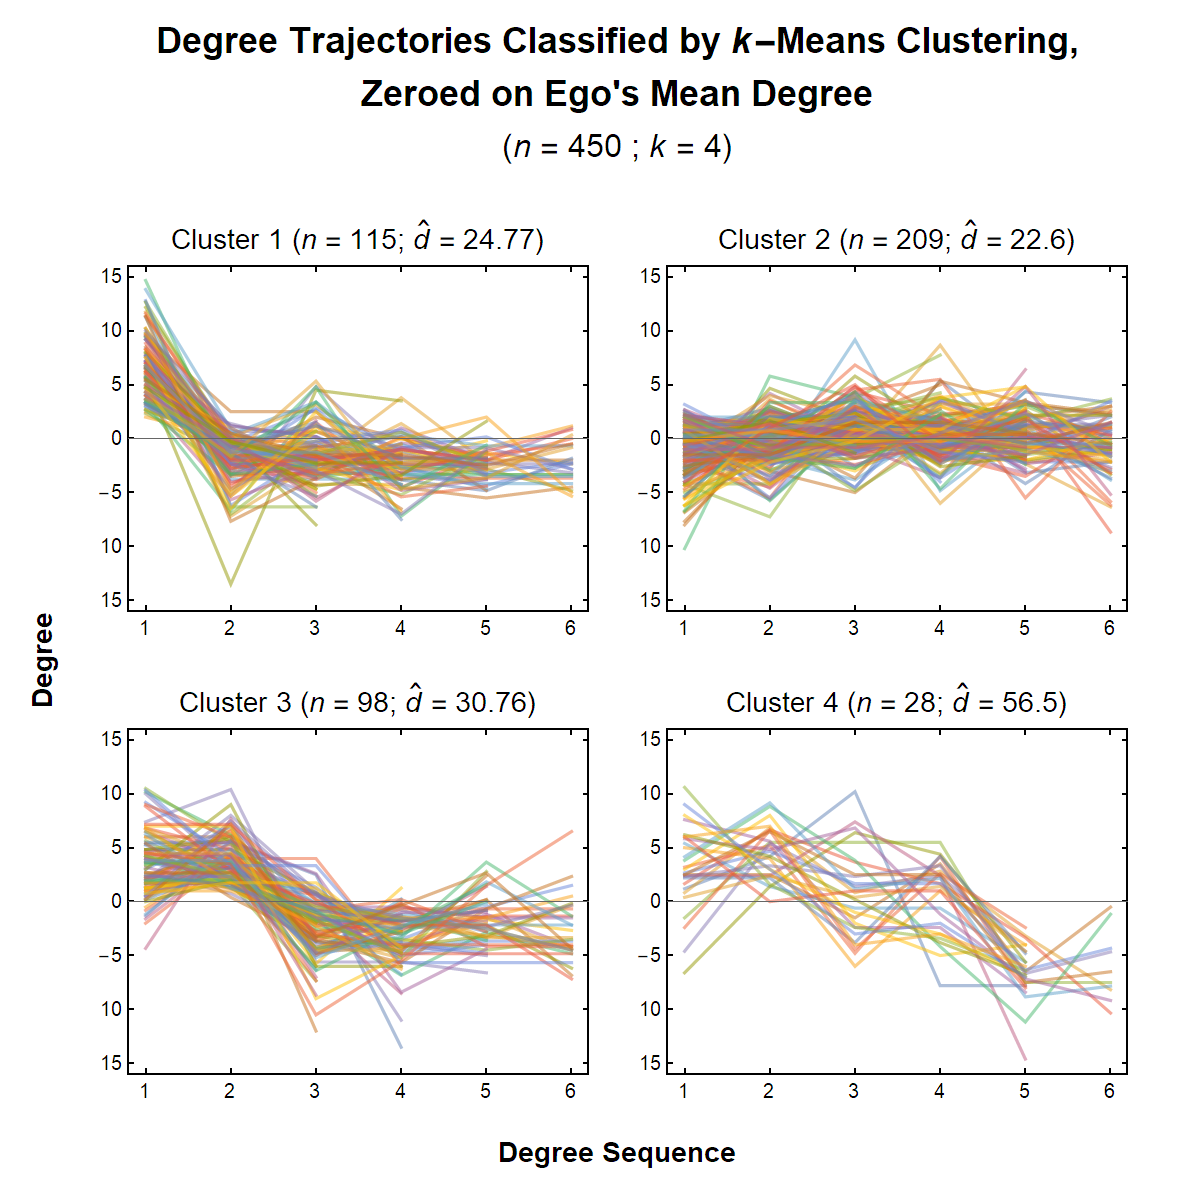 Degree Trajectories Classified by k–Means Clustering,
Zeroed on Ego's Mean Degree
(n = 450 ; k = 4)
Cluster 1 (n = 115; d̂ = 24.77)
15
10
5
0
−5
10
15
1 2 3 4 5 6
Cluster 2 (n = 209; d̂ = 22.6)
15
10
5
0
−5
10
15
1 2 3 4 5 6
Degree
Cluster 3 (n = 98; d̂ = 30.76)
15
10
5
0
−5
10
15
1 2 3 4 5 6
Cluster 4 (n = 28; d̂ = 56.5)
15
10
5
0
−5
10
15
1 2 3 4 5 6
Degree Sequence